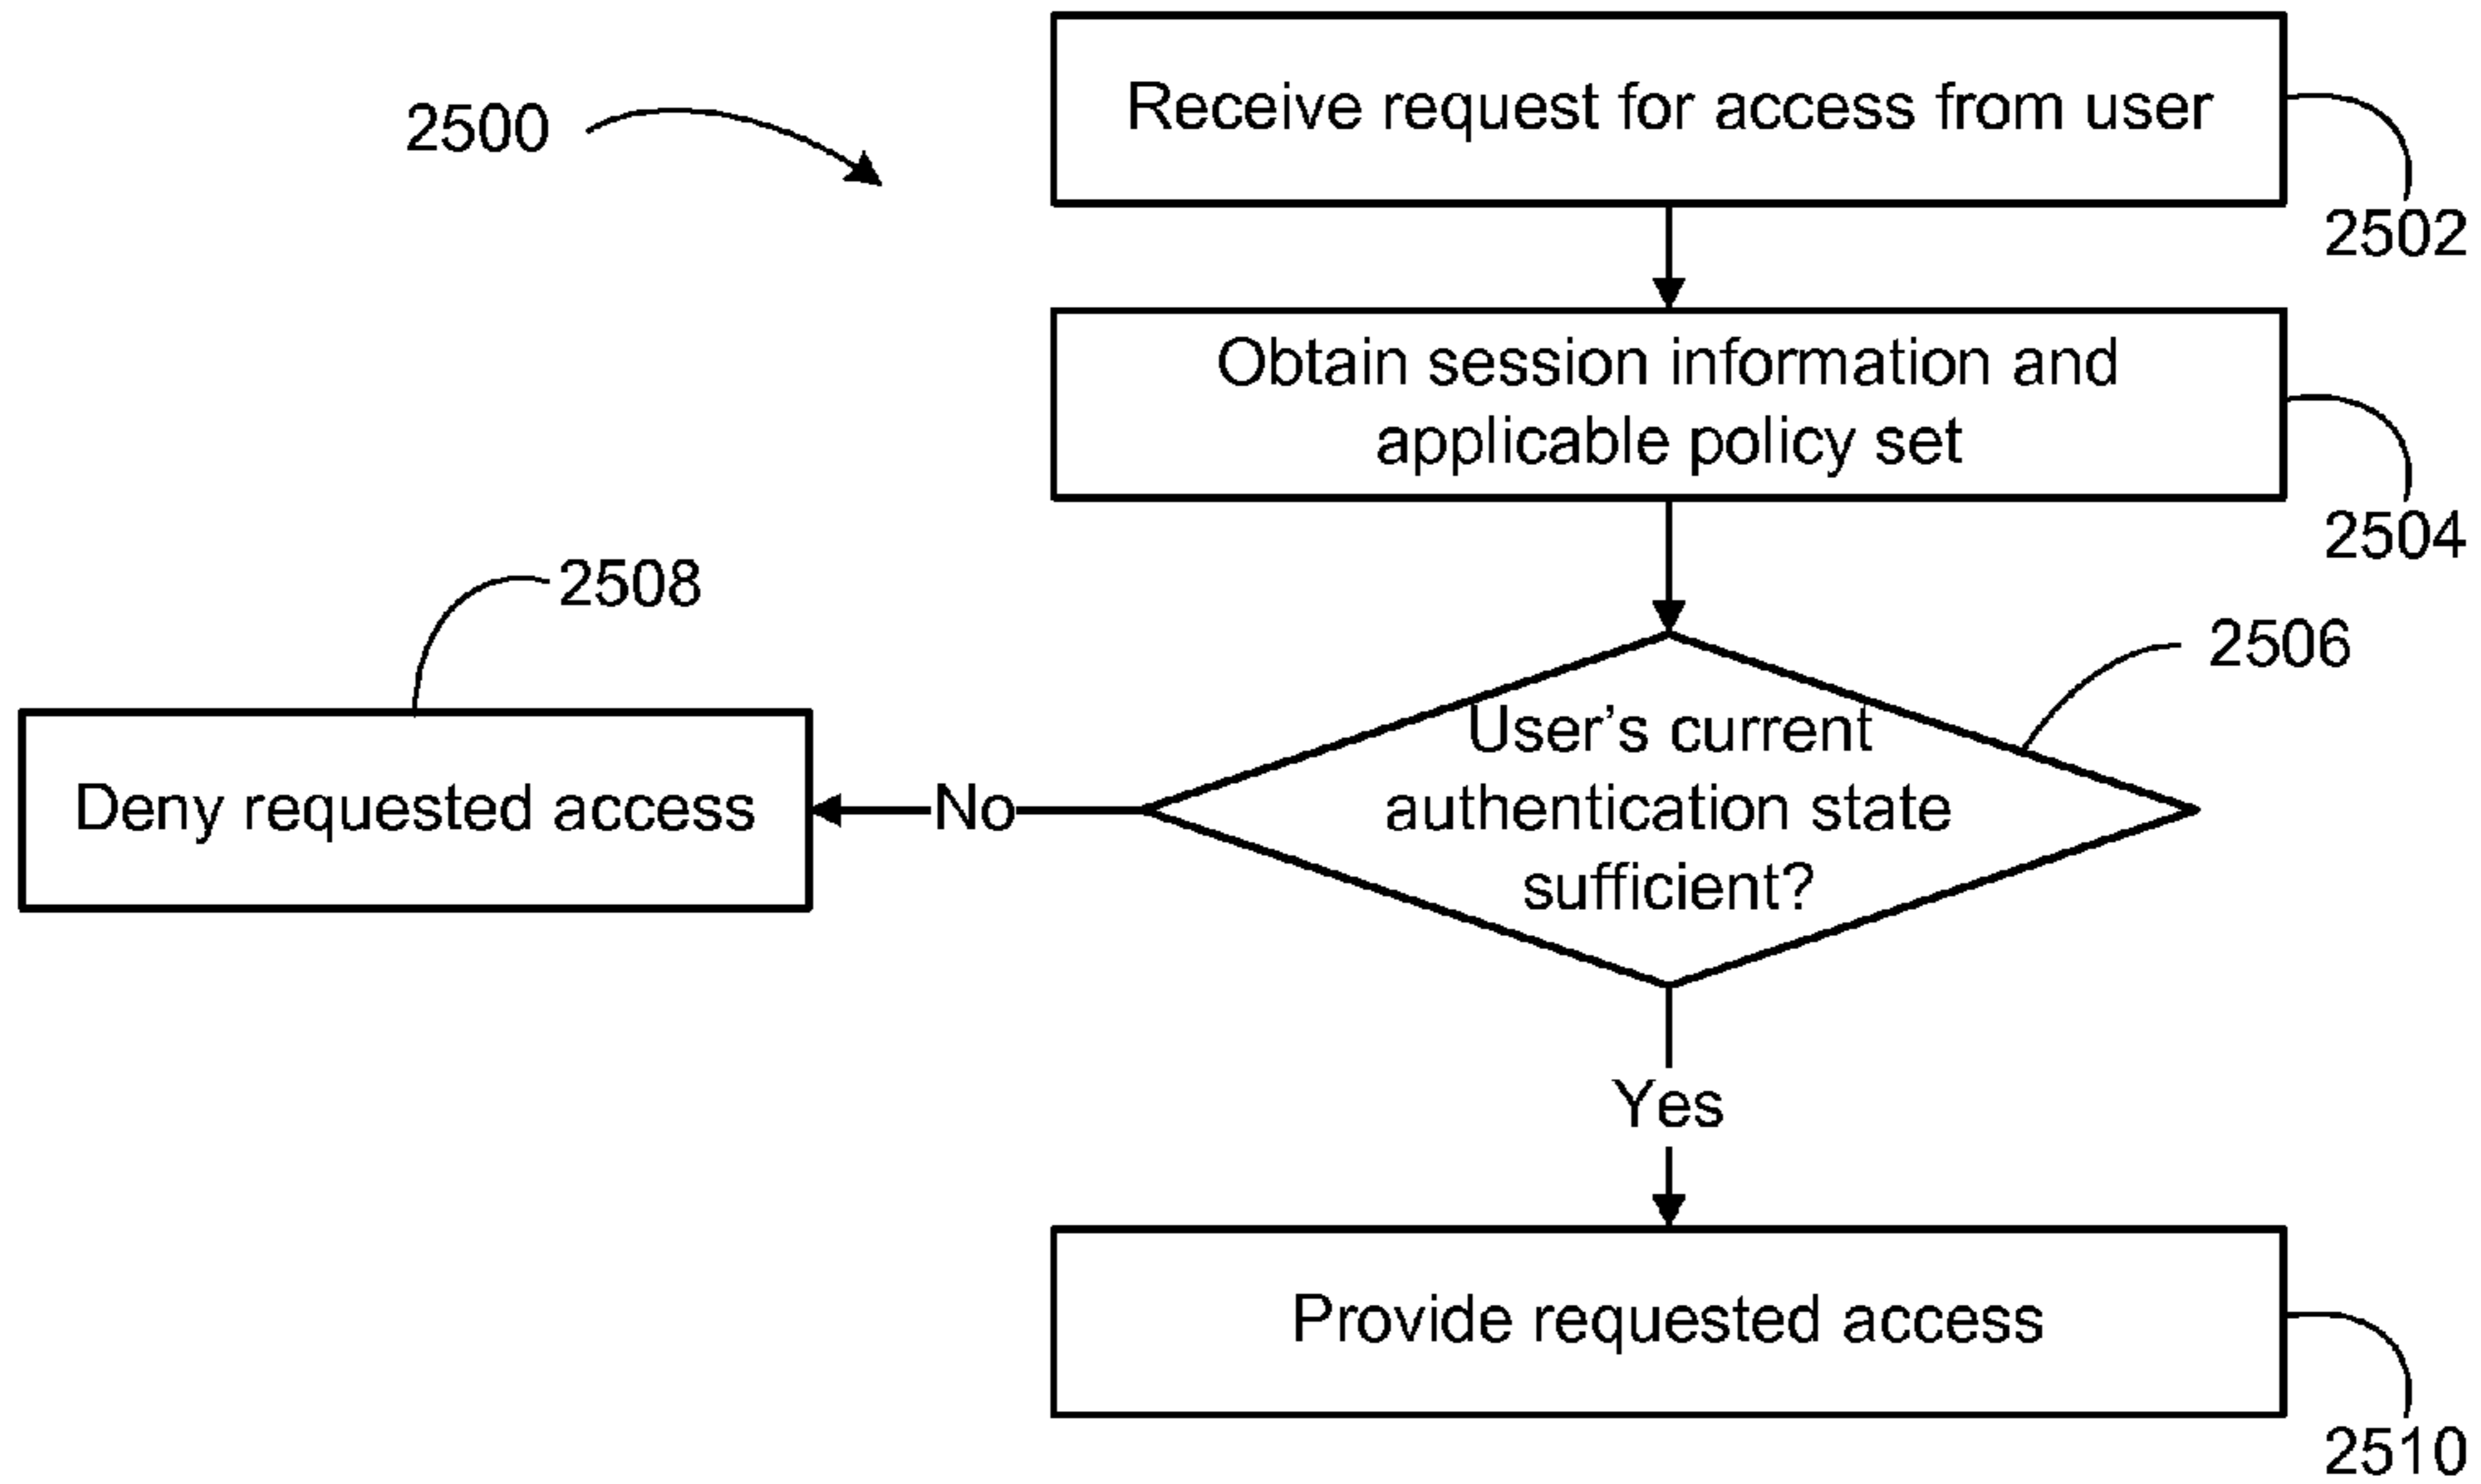 2500
Receive request for access from user
2502
Obtain session information and
applicable policy set
2504
2508
2506
User’s current
authentication state
sufficient?
No
Deny requested access
Yes
Provide requested access
2510